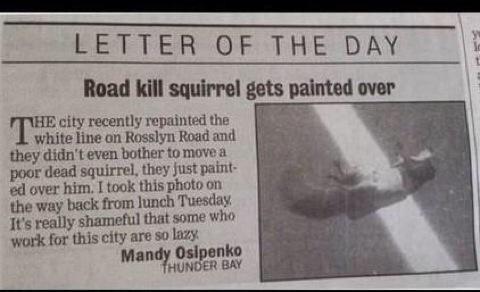 LETTER OF THE DAY
Road kill squirrel gets painted over
THE city recently repainted the
white line on Rosslyn Road and
they didn't even bother to move a
poor dead squirrel, they just paint-
ed over him. I took this photo on
the way back from lunch Tuesday.
It's really shameful that some who
work for this city are so lazy.
Mandy Osipenko
THUNDER BAY